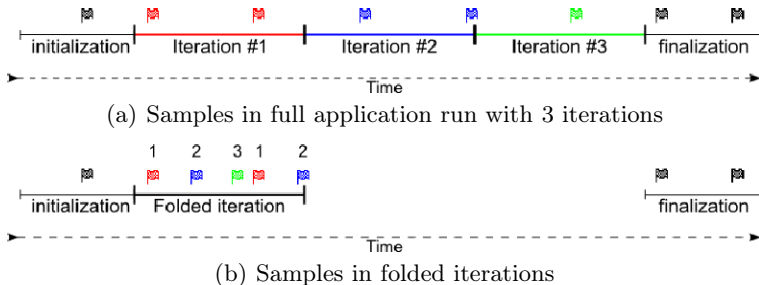 initialization Iteration #1 Iteration #2 Iteration #3 finalization
Time
(a) Samples in full application run with 3 iterations
1 2 3 1 2
initialization Folded iteration finalization
Time
(b) Samples in folded iterations